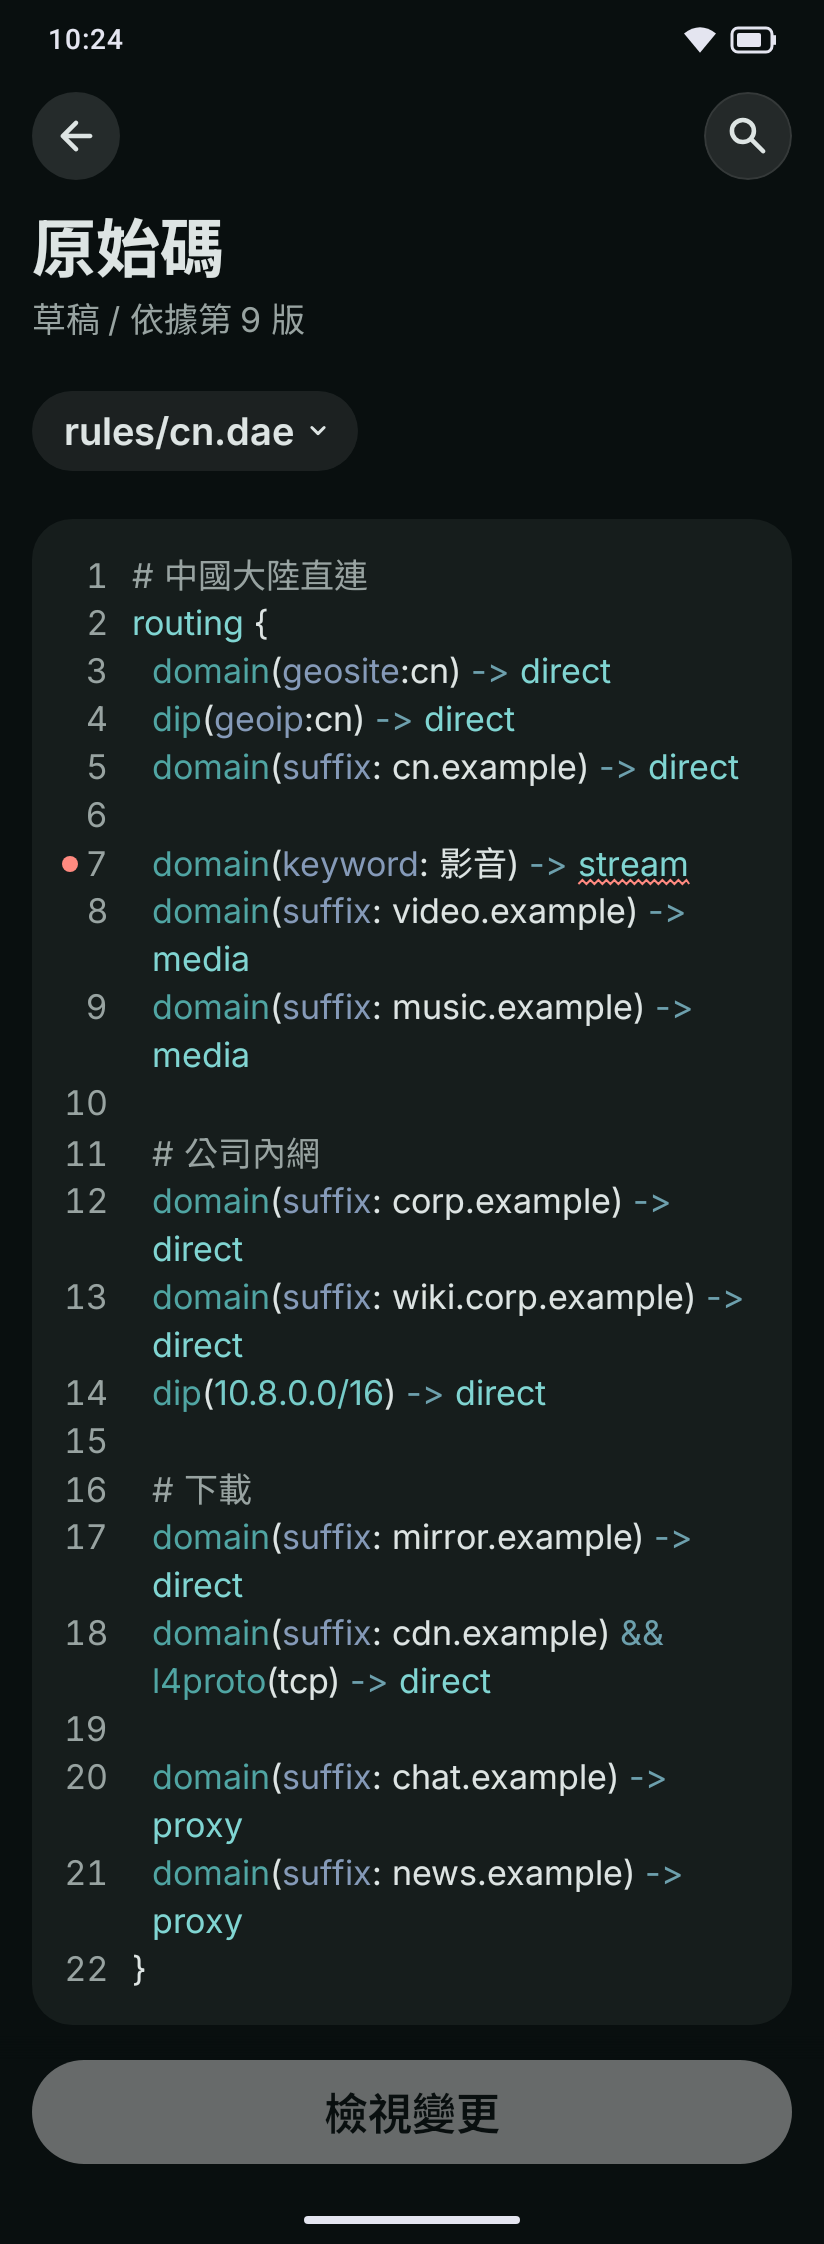 10:24
原始碼
草稿 / 依據第 9 版
rules/cn.dae
1 # 中國大陸直連
2 routing {
3 domain(geosite:cn) -> direct
4 dip(geoip:cn) -> direct
5 domain(suffix: cn.example) -> direct
6
7 domain(keyword: 影音) -> stream
8 domain(suffix: video.example) ->
media
9 domain(suffix: music.example) ->
media
10
11 # 公司內網
12 domain(suffix: corp.example) ->
direct
13 domain(suffix: wiki.corp.example) ->
direct
14 dip(10.8.0.0/16) -> direct
15
16 # 下載
17 domain(suffix: mirror.example) ->
direct
18 domain(suffix: cdn.example) &&
l4proto(tcp) -> direct
19
20 domain(suffix: chat.example) ->
proxy
21 domain(suffix: news.example) ->
proxy
22 }
檢視變更